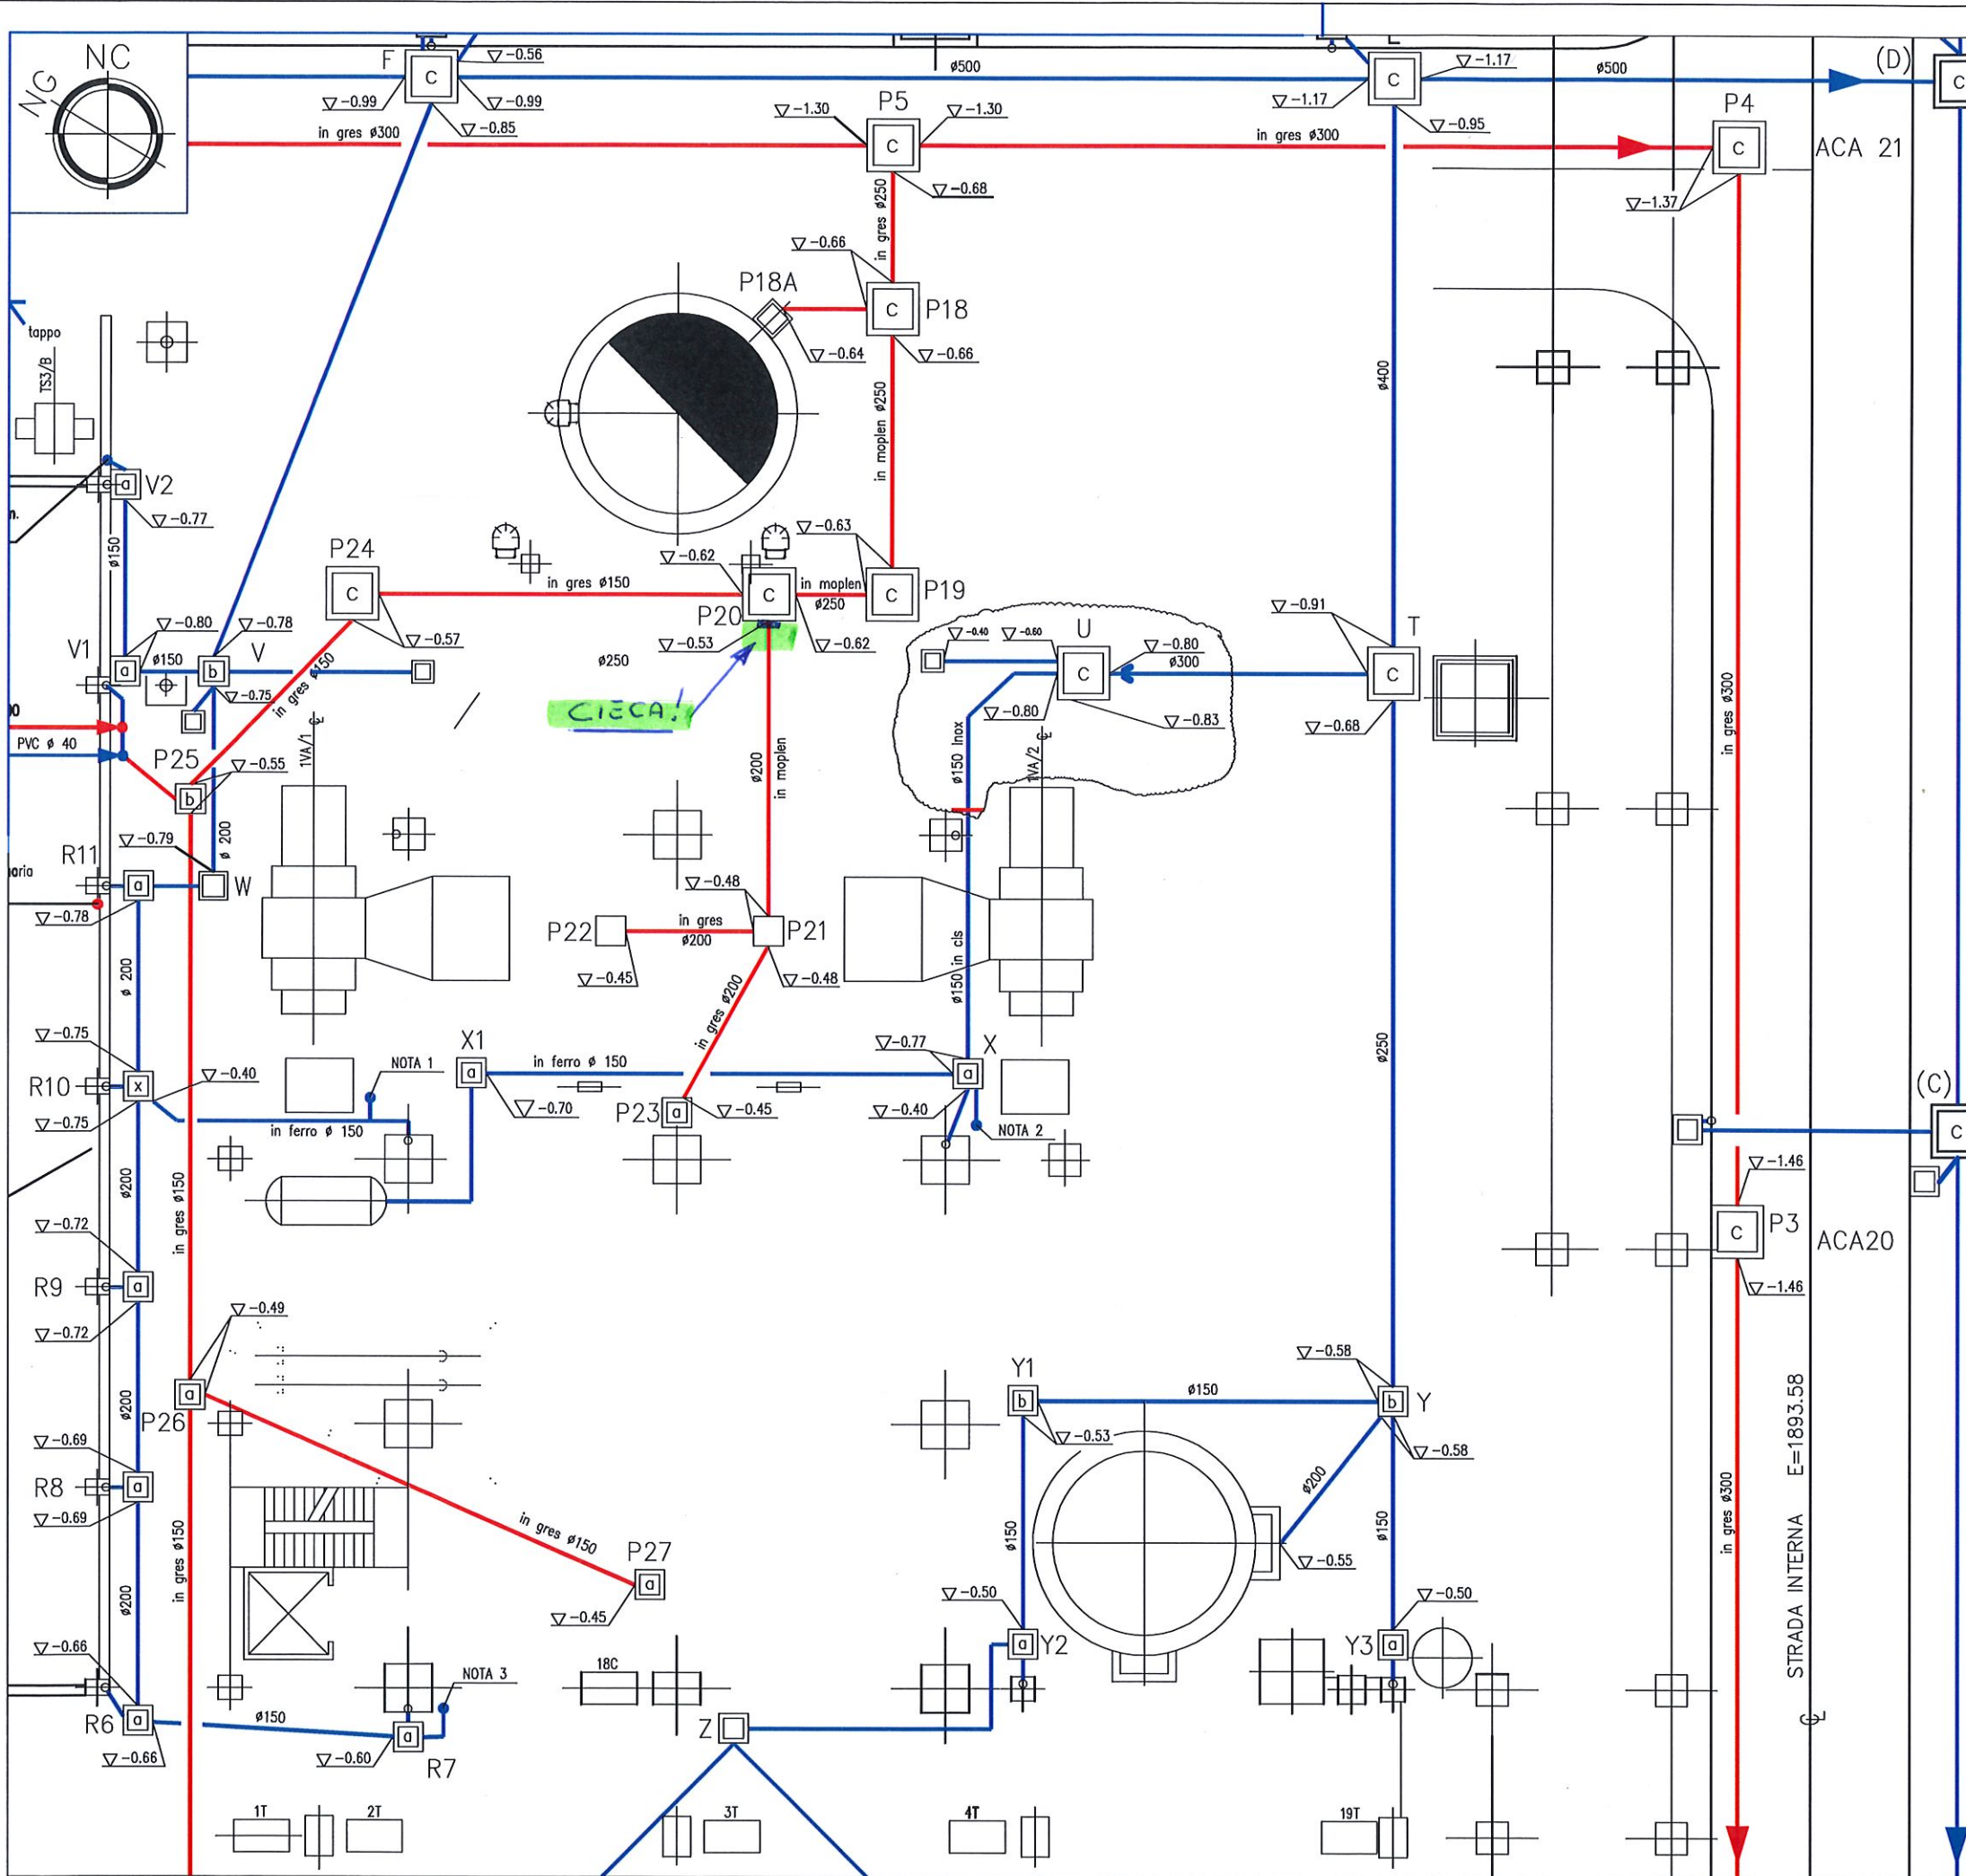 NC
NG
F
▽-0.56
ø500
▽-1.17
ø500
(D)
C
C
C
▽-0.99
▽-0.99
▽-1.17
▽-0.85
▽-0.95
▽-1.30
P5
▽-1.30
P4
in gres ø300
C
in gres ø300
C
ACA 21
▽-0.68
▽-1.37
in gres ø250
▽-0.66
P18A
C
P18
▽-0.64
▽-0.66
tappo
TS3/B
ø400
in moplen ø250
a
V2
▽-0.77
ø150
n.
P24
▽-0.62
▽-0.63
C
in gres ø150
C
in moplen
ø250
C
P19
P20
▽-0.57
▽-0.53
▽-0.62
ø250
▽-0.91
T
V1
▽-0.80
▽-0.78
V
a
ø150
b
▽-0.75
in gres ø150
▽-0.40
▽-0.60
U
▽-0.80
ø300
C
C
▽-0.80
▽-0.83
▽-0.68
CIECA!
PVC ø 40
P25
▽-0.55
b
1VA/1
ø200
in moplen
ø150 Inox
1VA/2
in gres ø300
▽-0.79
ø 200
R11
a
W
▽-0.78
aria
▽-0.48
P22
in gres
ø200
P21
▽-0.45
▽-0.48
ø150 in cls
ø 200
in gres ø200
▽-0.75
▽-0.40
R10
x
▽-0.75
NOTA 1
in ferro ø 150
X1
a
in ferro ø 150
▽-0.70
P23
a
▽-0.45
▽-0.77
X
a
▽-0.40
NOTA 2
ø250
(C)
C
▽-1.46
C
P3
ACA20
▽-1.46
ø200
in gres ø150
▽-0.72
R9
a
▽-0.72
▽-0.49
a
P26
ø200
▽-0.69
R8
a
▽-0.69
Y1
b
ø150
▽-0.58
b
Y
▽-0.53
▽-0.58
ø200
ø150
ø150
▽-0.55
in gres ø150
P27
a
▽-0.45
in gres ø150
ø200
▽-0.50
a
Y2
▽-0.50
Y3
a
in gres ø300
STRADA INTERNA E=1893.58
▽-0.66
R6
a
▽-0.66
ø150
▽-0.60
a
R7
NOTA 3
18C
Z
1T
2T
3T
4T
19T